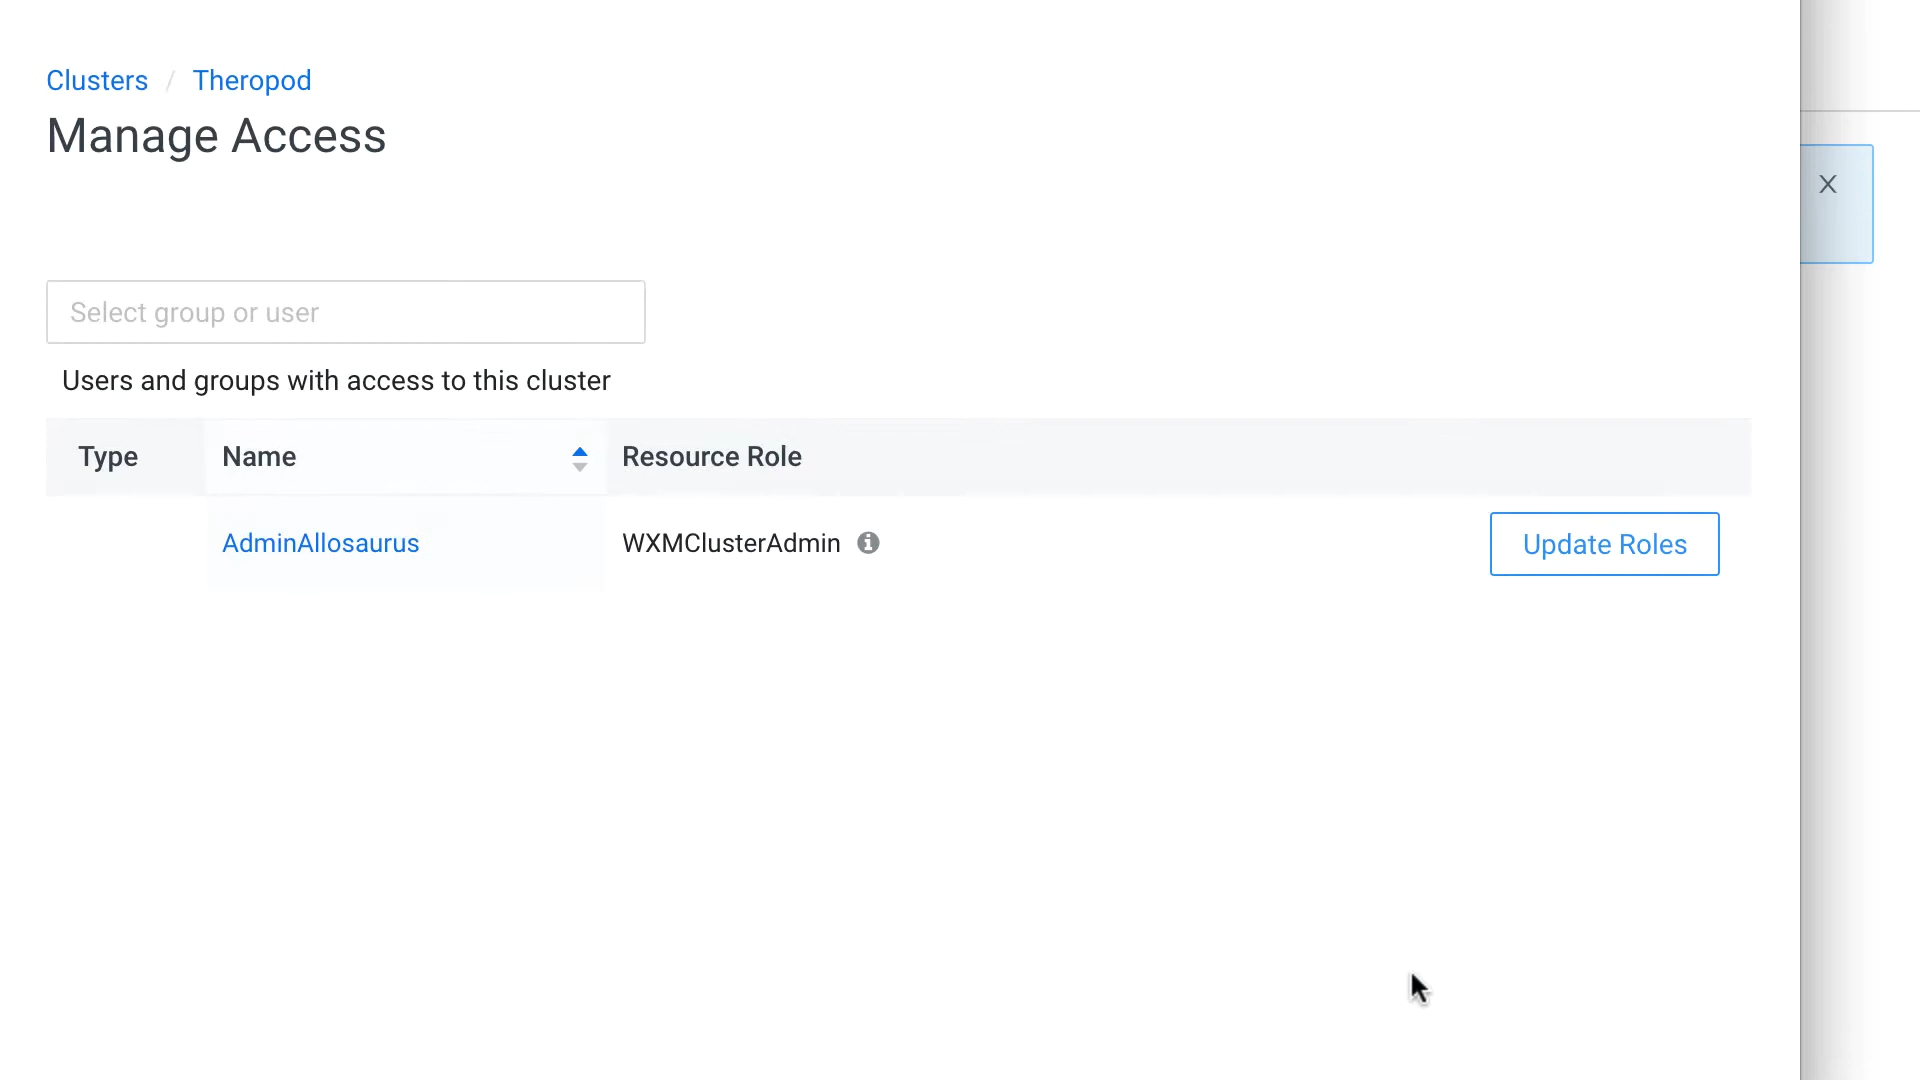 Clusters / Theropod
Manage Access
X
Select group or user
Users and groups with access to this cluster
Type Name Resource Role
AdminAllosaurus WXMClusterAdmin Update Roles